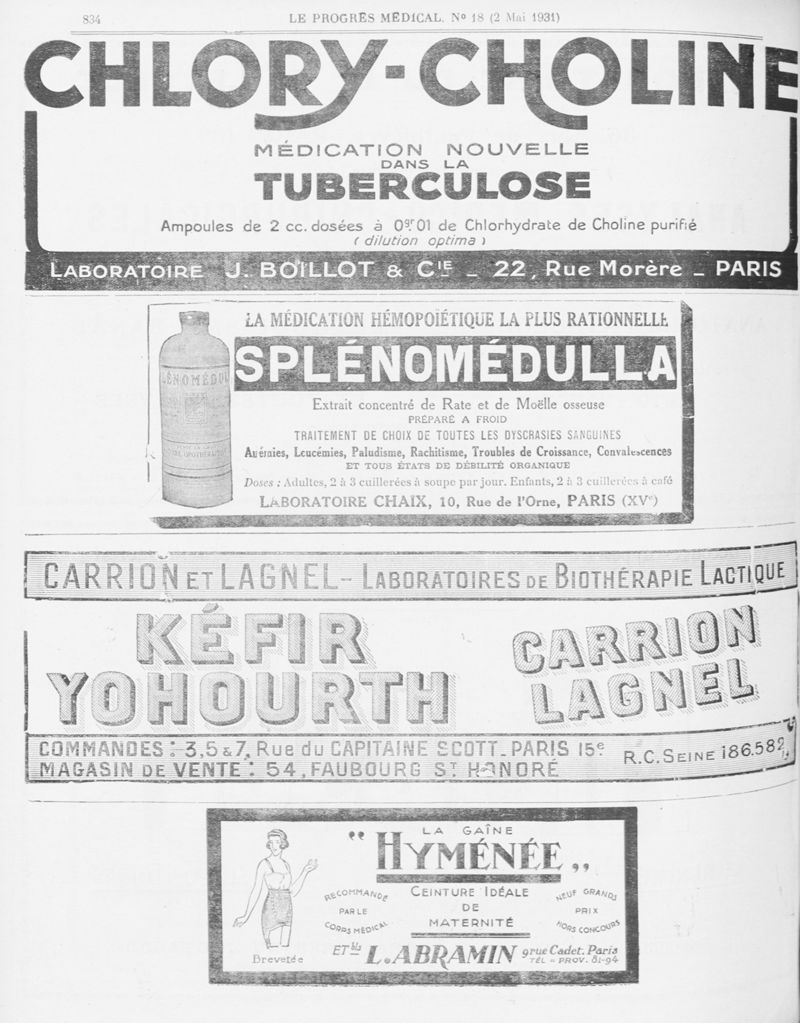 834
LE PROGRÈS MÉDICAL. N° 18 (2 Mai 1931)
CHLORY-CHOLINE
MÉDICATION NOUVELLE
DANS LA
TUBERCULOSE
Ampoules de 2 cc. dosées à 0gr.01 de Chlorhydrate de Choline purifié
(dilution optima)
LABORATOIRE J. BOILLOT & CIE _ 22, Rue Morère _ PARIS
LA MÉDICATION HÉMOPOÏÉTIQUE LA PLUS RATIONNELLE
SPLÉNOMÉDULLA
LÉNOMÉDUL
Extrait concentré de Rate et de Moëlle osseuse
PRÉPARÉ A FROID
TRAITEMENT DE CHOIX DE TOUTES LES DYSCRASIES SANGUINES
Anémies, Leucémies, Paludisme, Rachitisme, Troubles de Croissance, Convalescences
ET TOUS ÉTATS DE DÉBILITÉ ORGANIQUE
Doses : Adultes, 2 à 3 cuillerées à soupe par jour. Enfants, 2 à 3 cuillerées à café
LABORATOIRE CHAIX, 10, Rue de l'Orne, PARIS (XVe)
CARRION ET LAGNEL - LABORATOIRES DE BIOTHÉRAPIE LACTIQUE
KÉFIR
YOHOURTH
CARRION
LAGNEL
COMMANDES : 3,5 & 7, Rue du CAPITAINE SCOTT_PARIS 15e
MAGASIN DE VENTE : 54, FAUBOURG ST HONORÉ
R.C. SEINE 186.582
LA GAÎNE
"HYMÉNÉE"
RECOMMANDÉ
PAR LE
CORPS MÉDICAL
CEINTURE IDÉALE
DE
MATERNITÉ
NEUF GRANDS
PRIX
HORS CONCOURS
Brevetée
ETbls L. ABRAMIN 9 rue Cadet. Paris
TÉL = PROV. 81-94